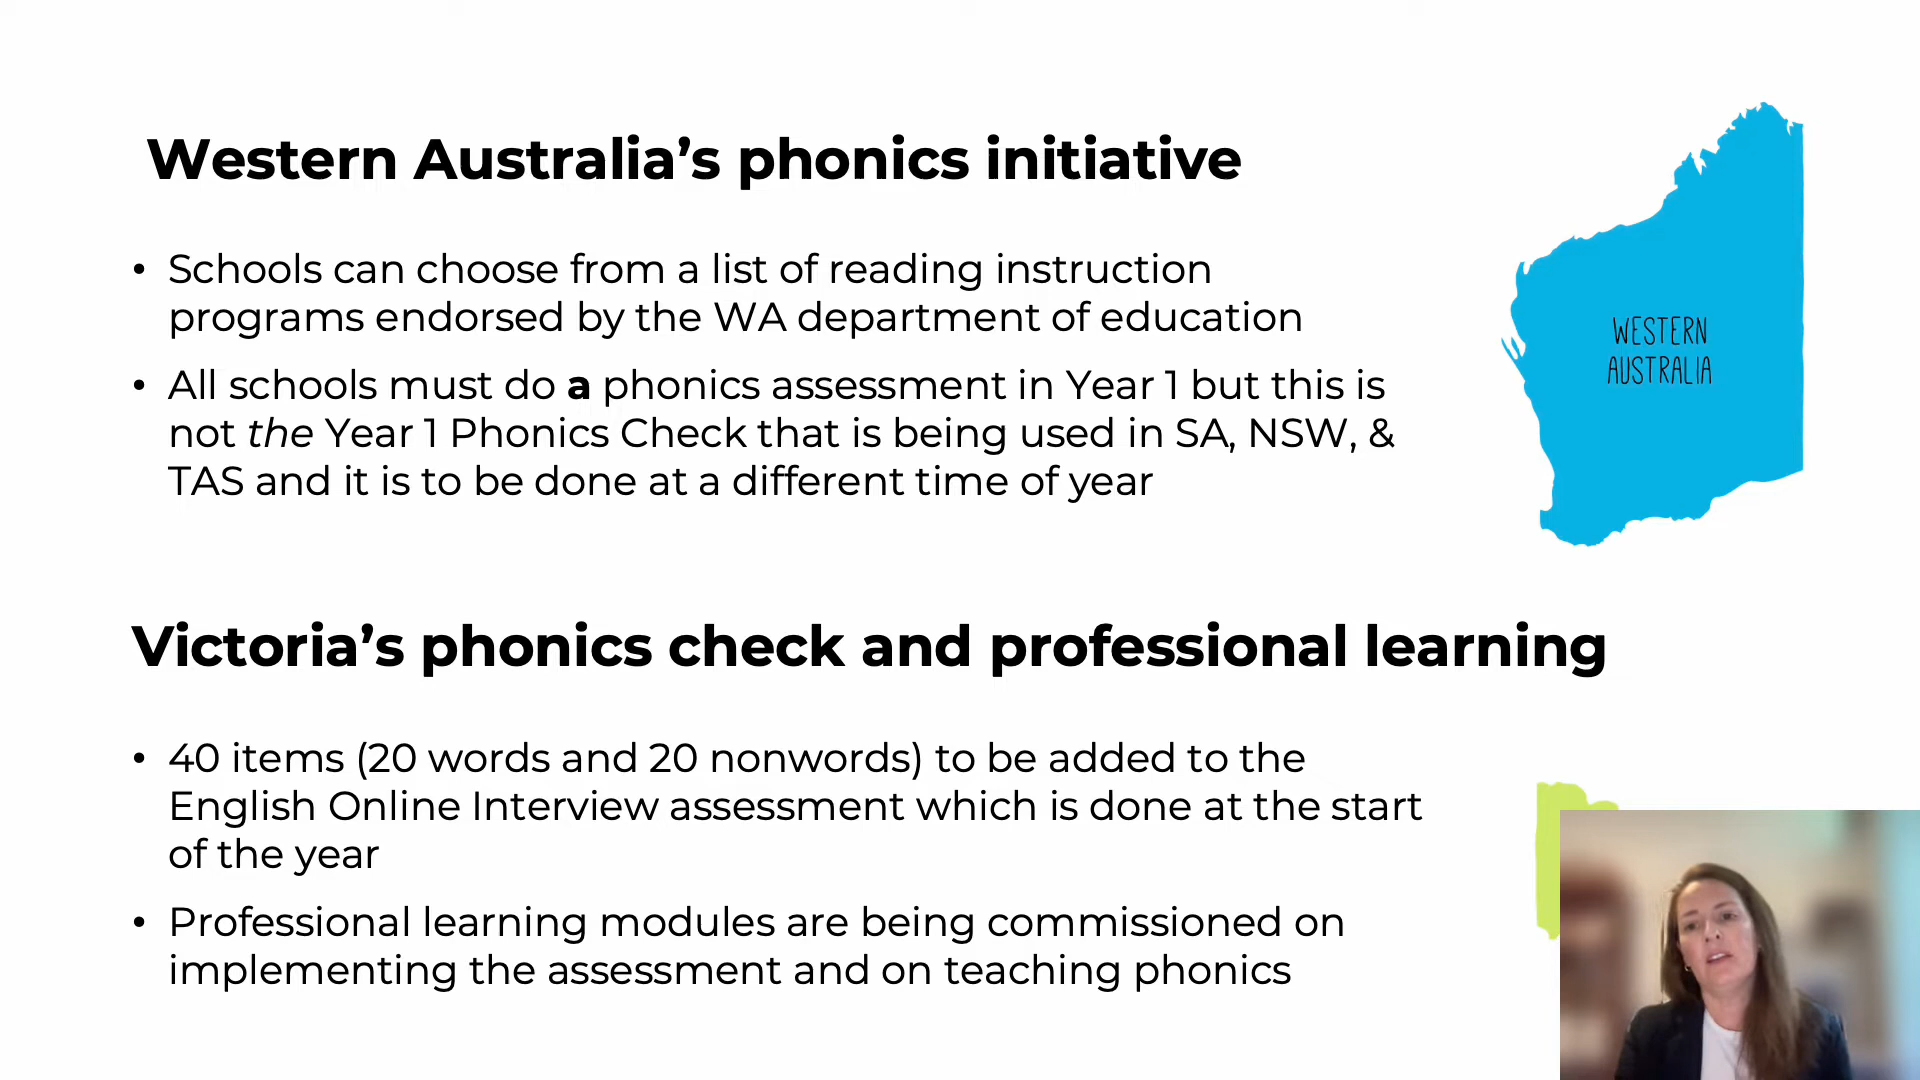 Western Australia’s phonics initiative
• Schools can choose from a list of reading instruction
programs endorsed by the WA department of education
• All schools must do a phonics assessment in Year 1 but this is
not the Year 1 Phonics Check that is being used in SA, NSW, &
TAS and it is to be done at a different time of year
WESTERN
AUSTRALIA
Victoria’s phonics check and professional learning
• 40 items (20 words and 20 nonwords) to be added to the
English Online Interview assessment which is done at the start
of the year
• Professional learning modules are being commissioned on
implementing the assessment and on teaching phonics